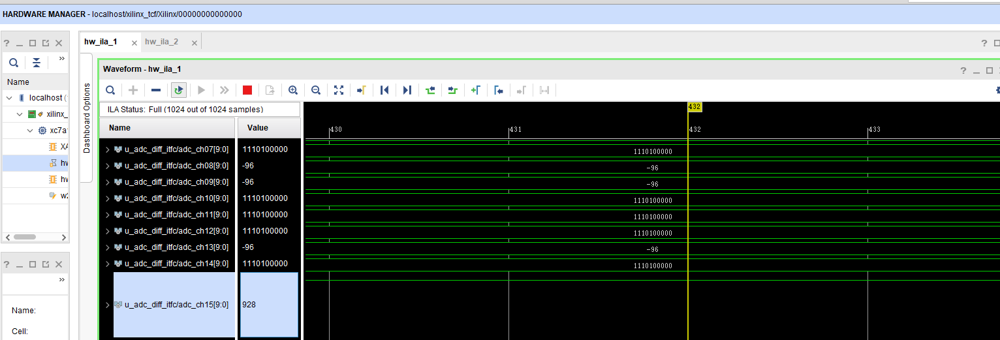 HARDWARE MANAGER - localhost/xilinx_tcf/Xilinx/00000000000000
hw_ila_1
hw_ila_2
Name
localhost (
xilinx_
xc7a
XA
hw
hw
Name:
Cell:
Dashboard Options
Waveform - hw_ila_1
ILA Status: Full (1024 out of 1024 samples)
Name Value
432
430 431 432 433
u_adc_diff_itfc/adc_ch07[9:0] 1110100000 1110100000
u_adc_diff_itfc/adc_ch08[9:0] -96 -96
u_adc_diff_itfc/adc_ch09[9:0] -96 -96
u_adc_diff_itfc/adc_ch10[9:0] 1110100000 1110100000
u_adc_diff_itfc/adc_ch11[9:0] 1110100000 1110100000
u_adc_diff_itfc/adc_ch12[9:0] 1110100000 1110100000
u_adc_diff_itfc/adc_ch13[9:0] -96 -96
u_adc_diff_itfc/adc_ch14[9:0] 1110100000 1110100000
u_adc_diff_itfc/adc_ch15[9:0] 928